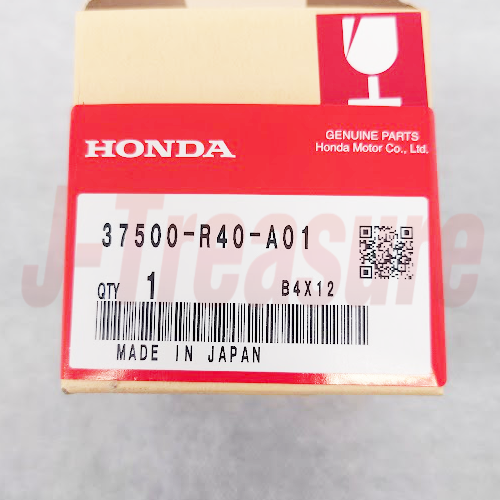 HONDA
GENUINE PARTS
Honda Motor Co., Ltd.
37500-R40-A01
QTY 1 B4X12
MADE IN JAPAN
J-Treasure